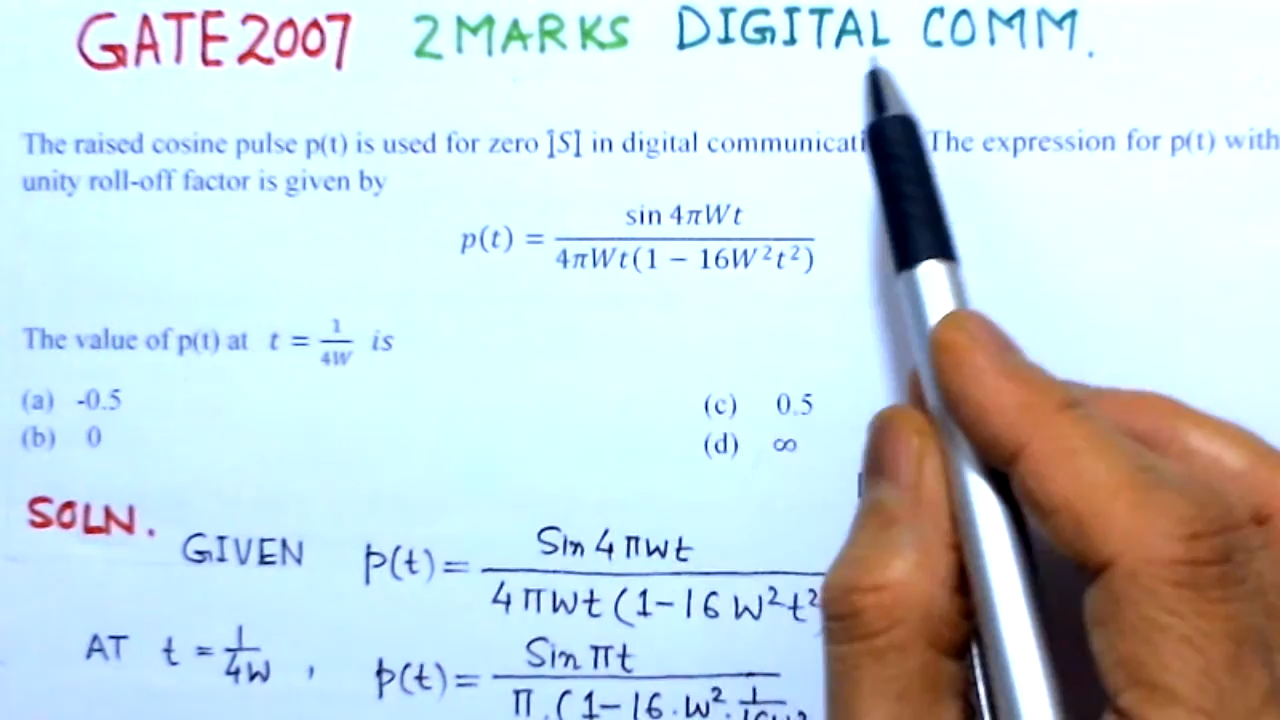 GATE2007 2MARKS DIGITAL COMM.
The raised cosine pulse p(t) is used for zero ]S] in digital communicati The expression for p(t) with
unity roll-off factor is given by
p(t) = sin 4πWt / 4πWt(1 − 16W²t²)
The value of p(t) at t = 1/4W is
(a) -0.5 (c) 0.5
(b) 0 (d) ∞
SOLN.
GIVEN p(t)= Sin 4πWt / 4πWt(1−16W²t²
AT t = 1/4W , p(t)= Sin πt / π.(1−16.W².